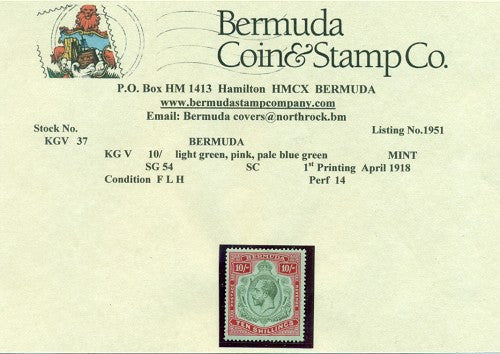 Bermuda
Coin & Stamp Co.
P.O. Box HM 1413 Hamilton HMCX BERMUDA
www.bermudastampcompany.com
Email: Bermuda covers@northrock.bm
Stock No. Listing No.1951
KGV 37 BERMUDA
KG V 10/ light green, pink, pale blue green MINT
SG 54 SC 1st Printing April 1918
Condition F L H Perf 14
BERMUDA
10/- 10/-
POSTAGE REVENUE
TEN SHILLINGS